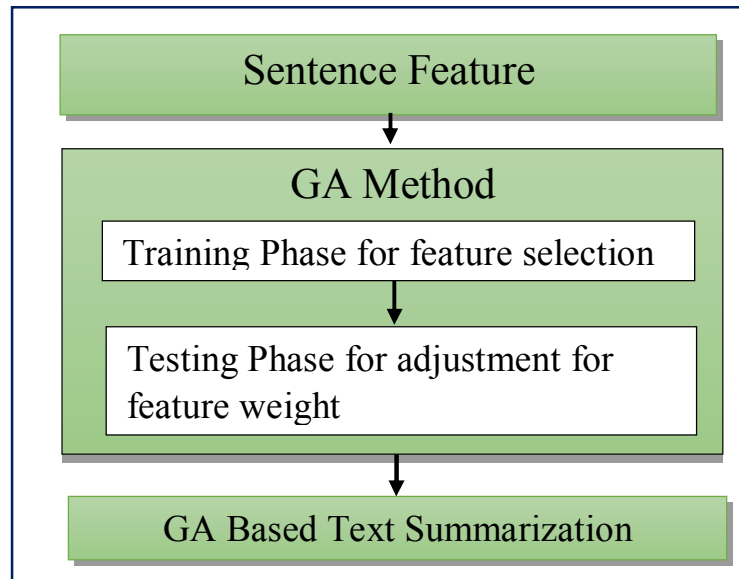 Sentence Feature
GA Method
Training Phase for feature selection
Testing Phase for adjustment for
feature weight
GA Based Text Summarization